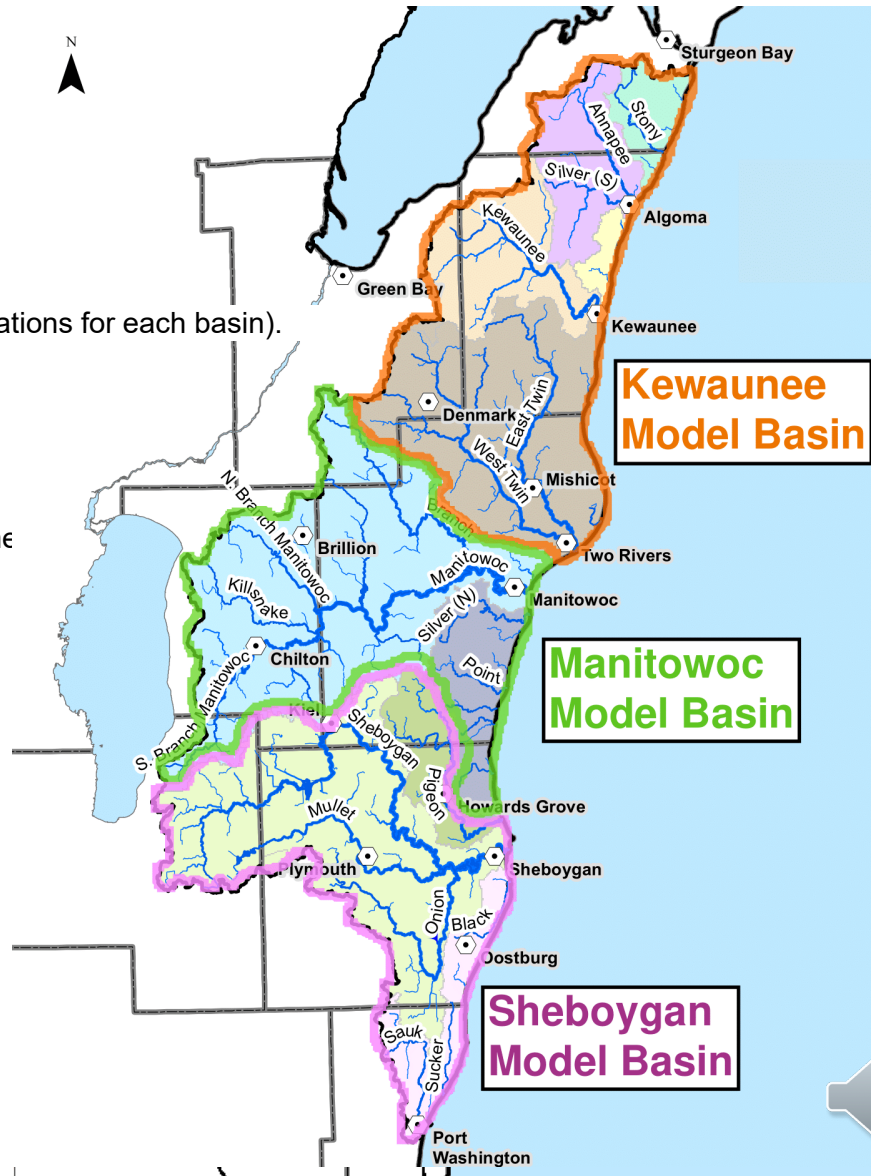 N
Sturgeon Bay
Ahnapee
Stony
Silver (S)
Algoma
Kewaunee
Green Bay
ations for each basin).
Kewaunee
Kewaunee
Model Basin
Denmark
East Twin
West Twin
Mishicot
N. Branch Manitowoc
Branch
Brillion
Two Rivers
Manitowoc
Manitowoc
Killsnake
Silver (N)
Chilton
Point
Manitowoc
Model Basin
S. Branch Manitowoc
Kiel
Sheboygan
Pigeon
Howards Grove
Mullet
Plymouth
Sheboygan
Onion
Black
Oostburg
Sheboygan
Model Basin
Sauk
Sucker
Port
Washington